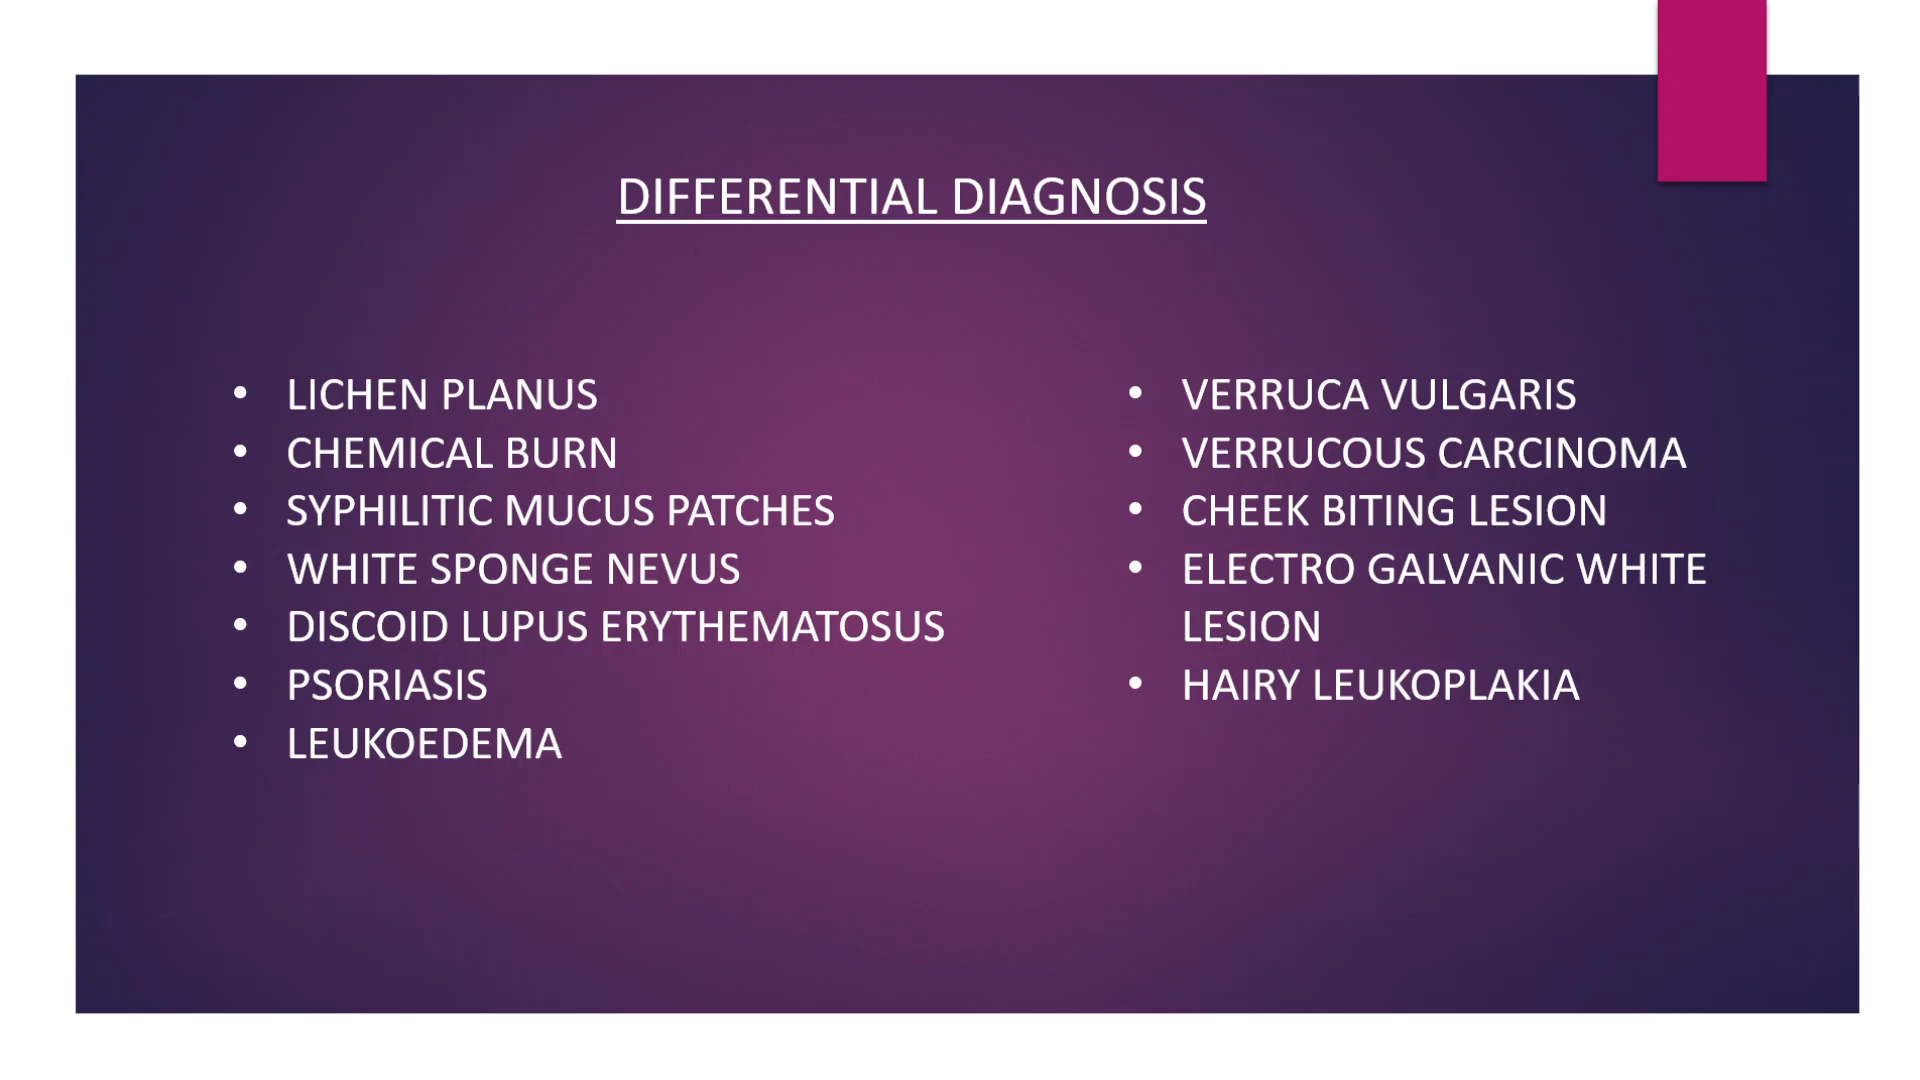 DIFFERENTIAL DIAGNOSIS
• LICHEN PLANUS
• CHEMICAL BURN
• SYPHILITIC MUCUS PATCHES
• WHITE SPONGE NEVUS
• DISCOID LUPUS ERYTHEMATOSUS
• PSORIASIS
• LEUKOEDEMA
• VERRUCA VULGARIS
• VERRUCOUS CARCINOMA
• CHEEK BITING LESION
• ELECTRO GALVANIC WHITE
LESION
• HAIRY LEUKOPLAKIA